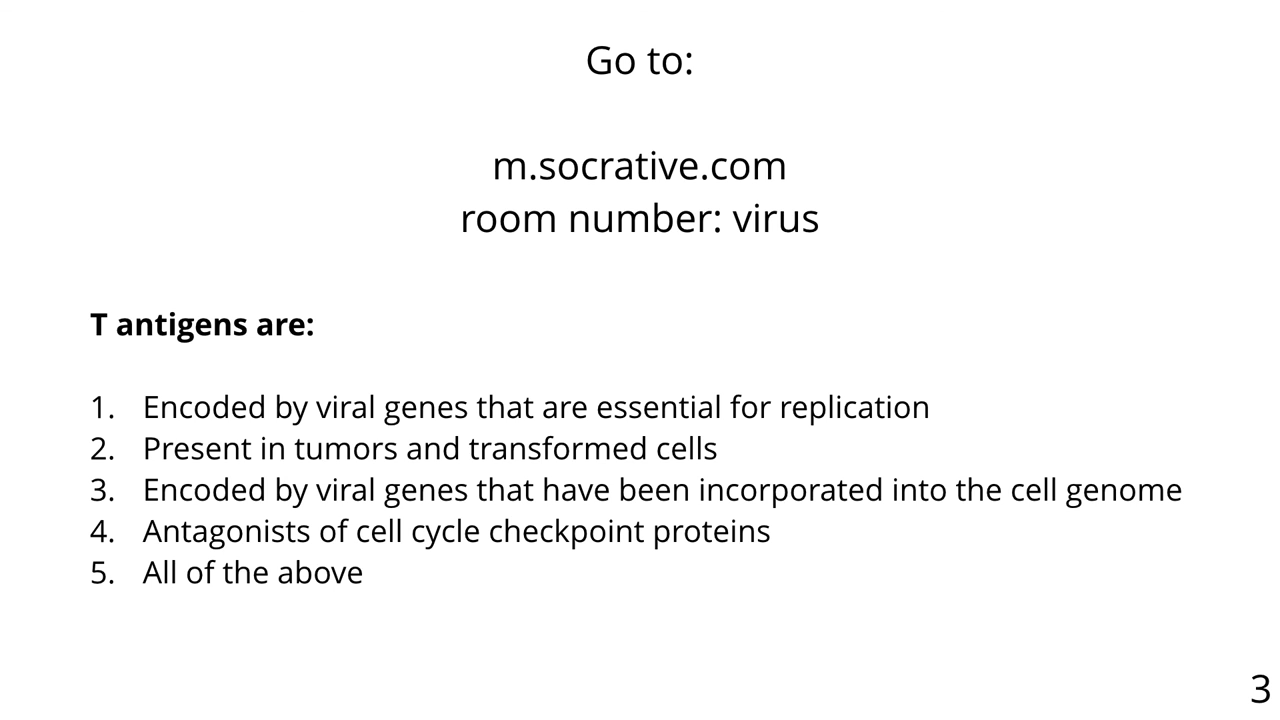 Go to:
m.socrative.com
room number: virus
T antigens are:
1. Encoded by viral genes that are essential for replication
2. Present in tumors and transformed cells
3. Encoded by viral genes that have been incorporated into the cell genome
4. Antagonists of cell cycle checkpoint proteins
5. All of the above
3